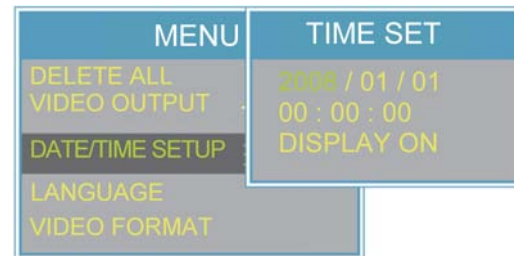 MENU
DELETE ALL
VIDEO OUTPUT
DATE/TIME SETUP
LANGUAGE
VIDEO FORMAT
TIME SET
2008 / 01 / 01
00 : 00 : 00
DISPLAY ON